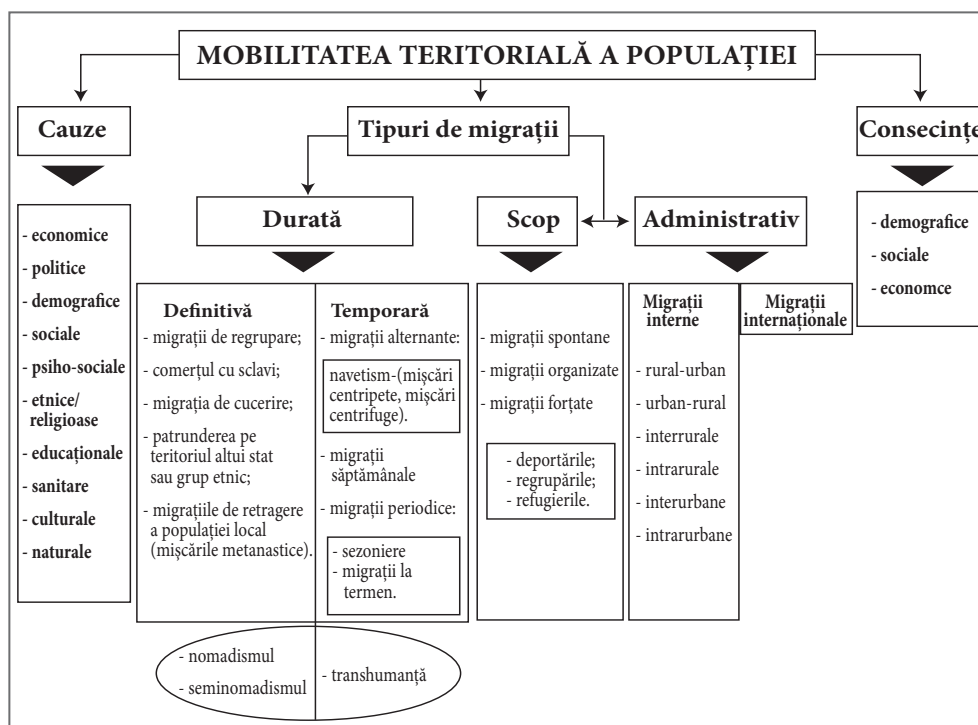 MOBILITATEA TERITORIALĂ A POPULAȚIEI
Cauze
Tipuri de migrații
Consecințe
Durată
Scop
Administrativ
- economice
- politice
- demografice
- sociale
- psiho-sociale
- etnice/
religioase
- educaționale
- sanitare
- culturale
- naturale
Definitivă
- migrații de regrupare;
- comerțul cu sclavi;
- migrația de cucerire;
- patrunderea pe
teritoriul altui stat
sau grup etnic;
- migrațiile de retragere
a populației local
(mișcările metanastice).
Temporară
- migrații alternante:
navetism-(mișcări
centripete, mișcări
centrifuge).
- migrații
săptămânale
- migrații periodice:
- sezoniere
- migrații la
termen.
- nomadismul
- seminomadismul
- transhumanță
- migrații spontane
- migrații organizate
- migrații forțate
- deportările;
- regrupările;
- refugierile.
Migrații
interne
- rural-urban
- urban-rural
- interrurale
- intrarurale
- interurbane
- intrarurbane
Migrații
internaționale
- demografice
- sociale
- economce